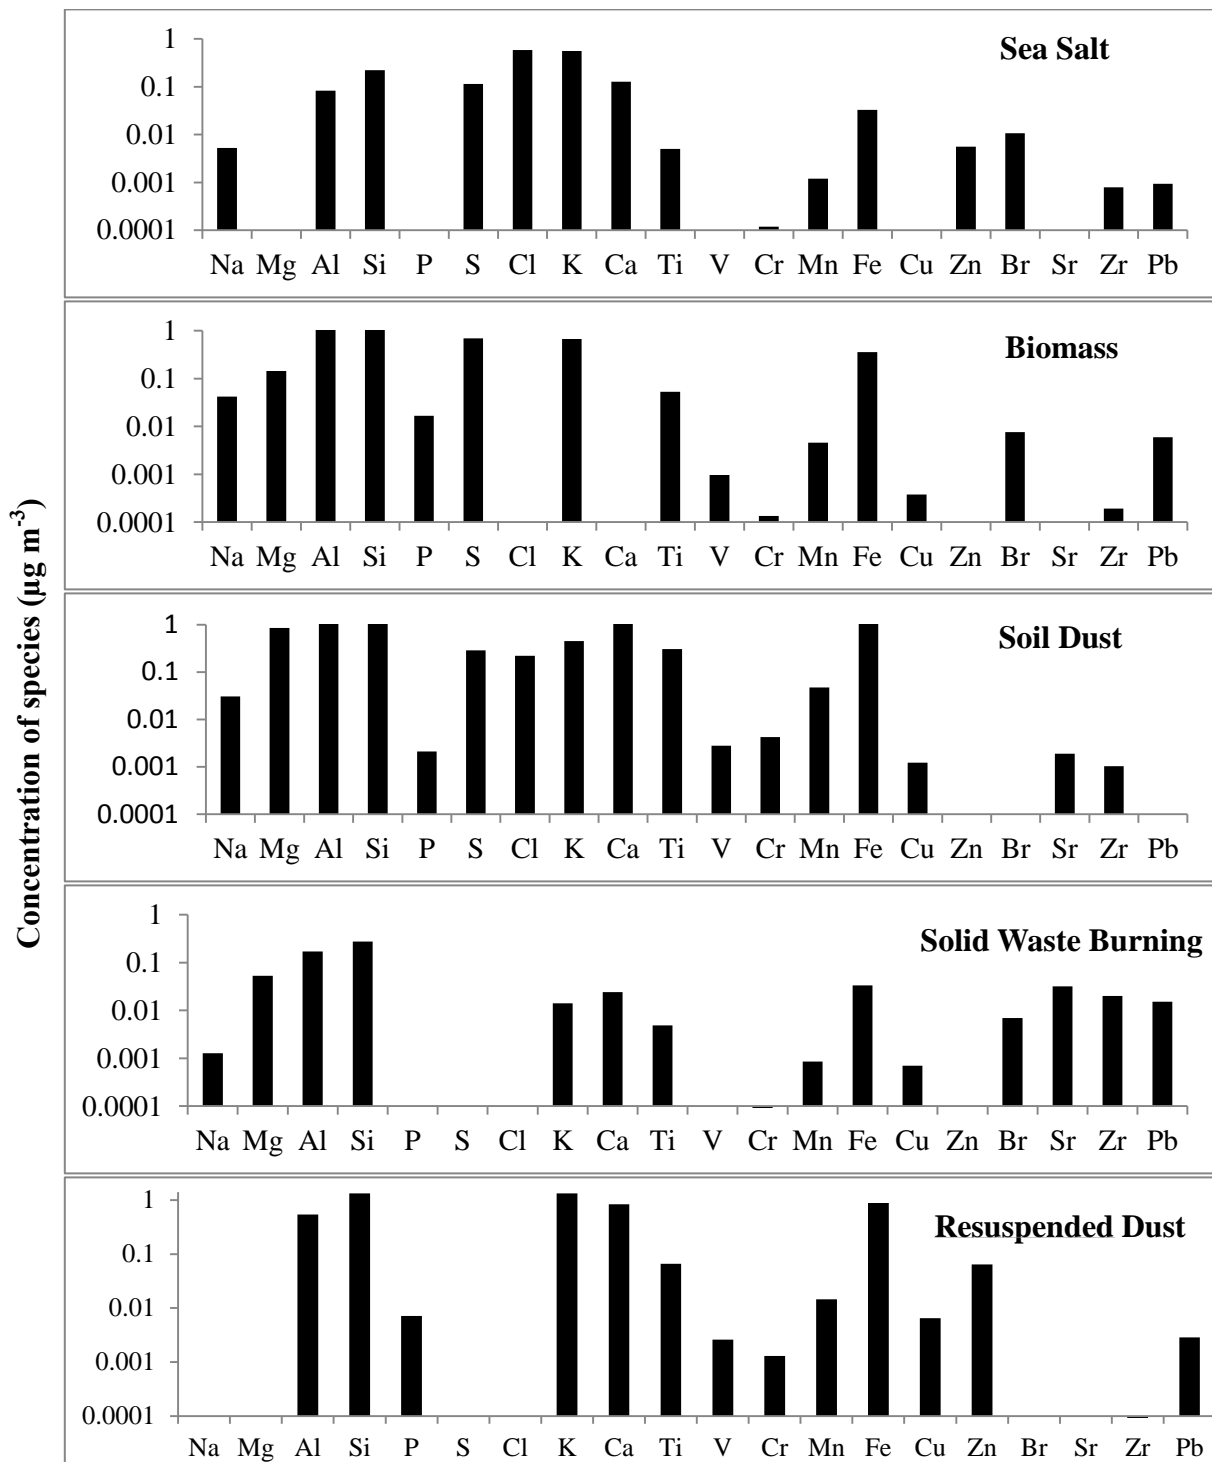 Concentration of species (µg m-3)
Sea Salt
1
0.1
0.01
0.001
0.0001
Na Mg Al Si P S Cl K Ca Ti V Cr Mn Fe Cu Zn Br Sr Zr Pb
Biomass
1
0.1
0.01
0.001
0.0001
Na Mg Al Si P S Cl K Ca Ti V Cr Mn Fe Cu Zn Br Sr Zr Pb
Soil Dust
1
0.1
0.01
0.001
0.0001
Na Mg Al Si P S Cl K Ca Ti V Cr Mn Fe Cu Zn Br Sr Zr Pb
Solid Waste Burning
1
0.1
0.01
0.001
0.0001
Na Mg Al Si P S Cl K Ca Ti V Cr Mn Fe Cu Zn Br Sr Zr Pb
Resuspended Dust
1
0.1
0.01
0.001
0.0001
Na Mg Al Si P S Cl K Ca Ti V Cr Mn Fe Cu Zn Br Sr Zr Pb